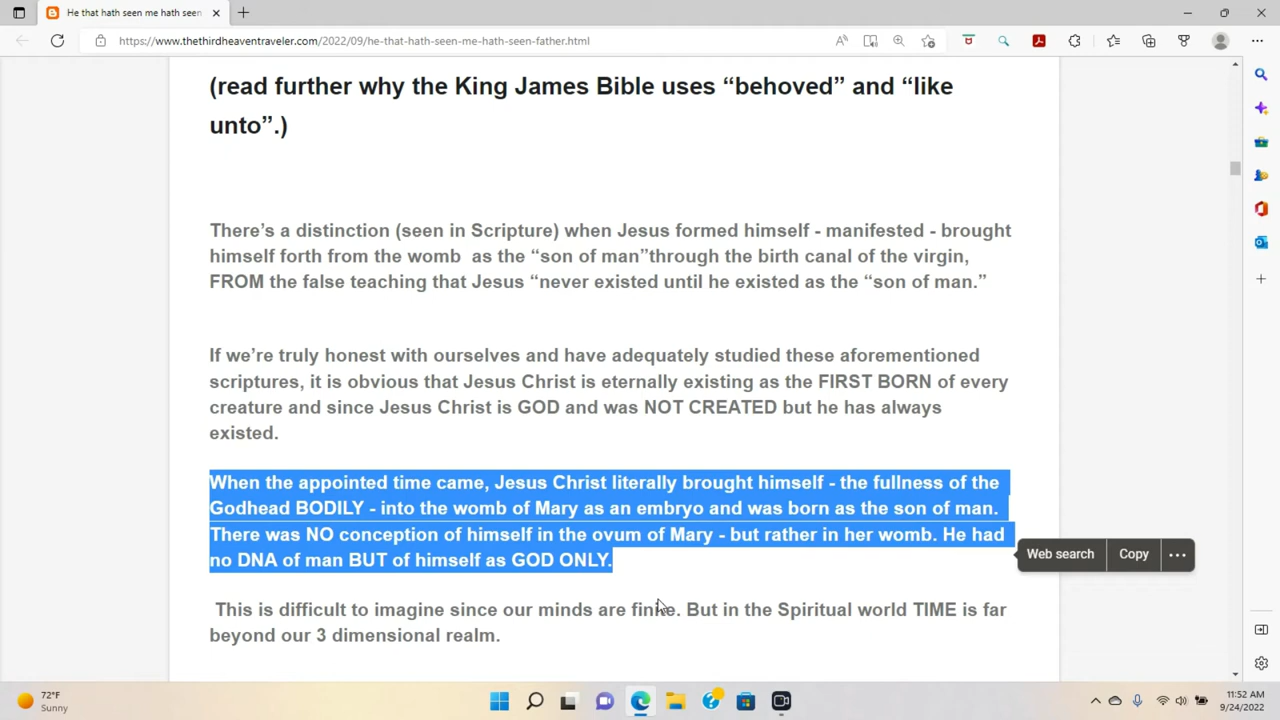 He that hath seen me hath seen
https://www.thethirdheaventraveler.com/2022/09/he-that-hath-seen-me-hath-seen-father.html
(read further why the King James Bible uses “behoved” and “like
unto”.)
There’s a distinction (seen in Scripture) when Jesus formed himself - manifested - brought
himself forth from the womb  as the “son of man”through the birth canal of the virgin,
FROM the false teaching that Jesus “never existed until he existed as the “son of man.”
If we’re truly honest with ourselves and have adequately studied these aforementioned
scriptures, it is obvious that Jesus Christ is eternally existing as the FIRST BORN of every
creature and since Jesus Christ is GOD and was NOT CREATED but he has always
existed.
When the appointed time came, Jesus Christ literally brought himself - the fullness of the
Godhead BODILY - into the womb of Mary as an embryo and was born as the son of man.
There was NO conception of himself in the ovum of Mary - but rather in her womb. He had
no DNA of man BUT of himself as GOD ONLY.
Web search
Copy
This is difficult to imagine since our minds are finite. But in the Spiritual world TIME is far
beyond our 3 dimensional realm.
72°F
Sunny
11:52 AM
9/24/2022